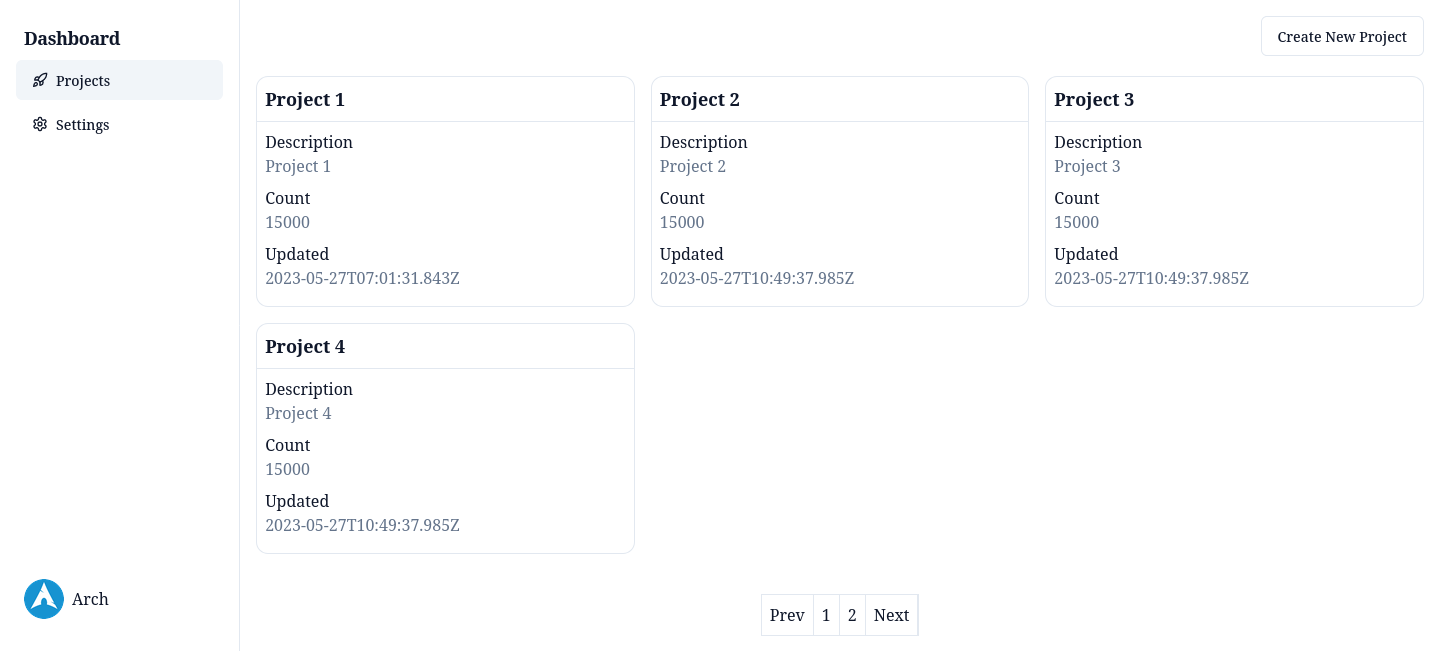 Dashboard
Projects
Settings
Arch
Create New Project
Project 1
Description
Project 1
Count
15000
Updated
2023-05-27T07:01:31.843Z
Project 2
Description
Project 2
Count
15000
Updated
2023-05-27T10:49:37.985Z
Project 3
Description
Project 3
Count
15000
Updated
2023-05-27T10:49:37.985Z
Project 4
Description
Project 4
Count
15000
Updated
2023-05-27T10:49:37.985Z
Prev 1 2 Next